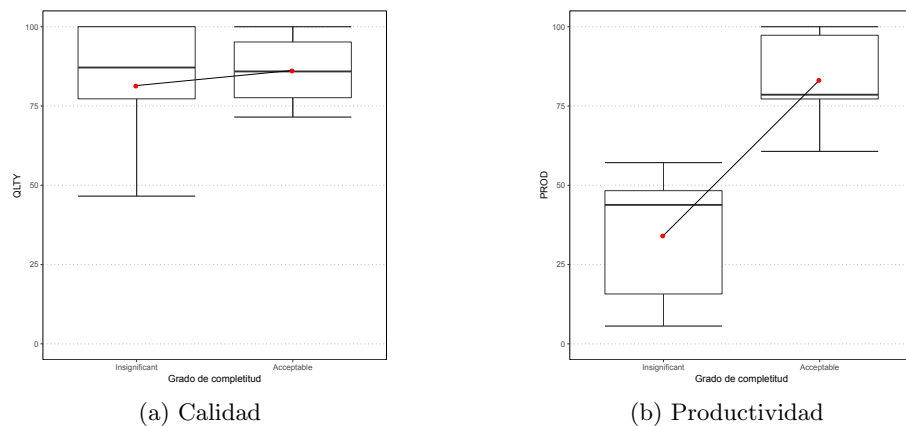 100
75
50
25
0
QLTY
Insignificant Acceptable
Grado de completitud
(a) Calidad
100
75
50
25
0
PROD
Insignificant Acceptable
Grado de completitud
(b) Productividad